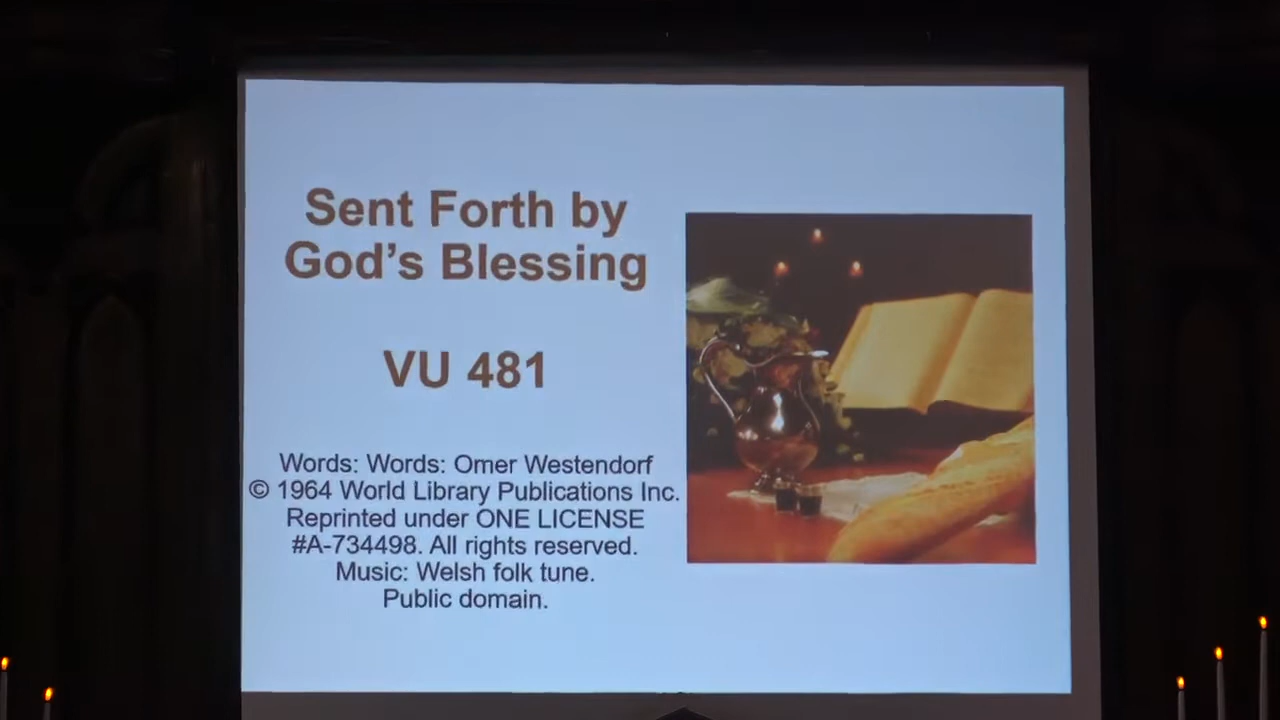 Sent Forth by
God’s Blessing
VU 481
Words: Words: Omer Westendorf
© 1964 World Library Publications Inc.
Reprinted under ONE LICENSE
#A-734498. All rights reserved.
Music: Welsh folk tune.
Public domain.